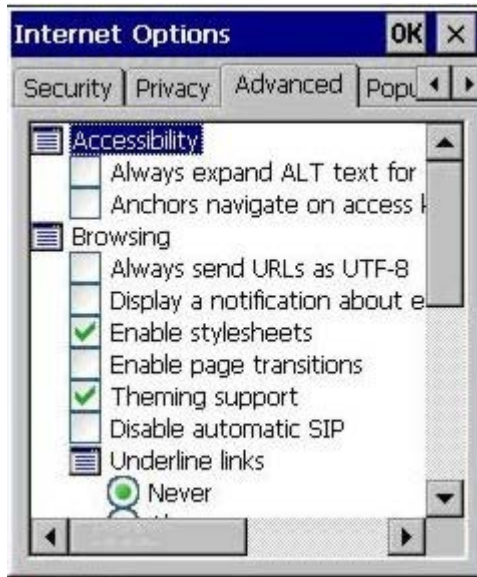 Internet Options OK ×
Security Privacy Advanced Popu
Accessibility
Always expand ALT text for
Anchors navigate on access
Browsing
Always send URLs as UTF-8
Display a notification about e
Enable stylesheets
Enable page transitions
Theming support
Disable automatic SIP
Underline links
Never